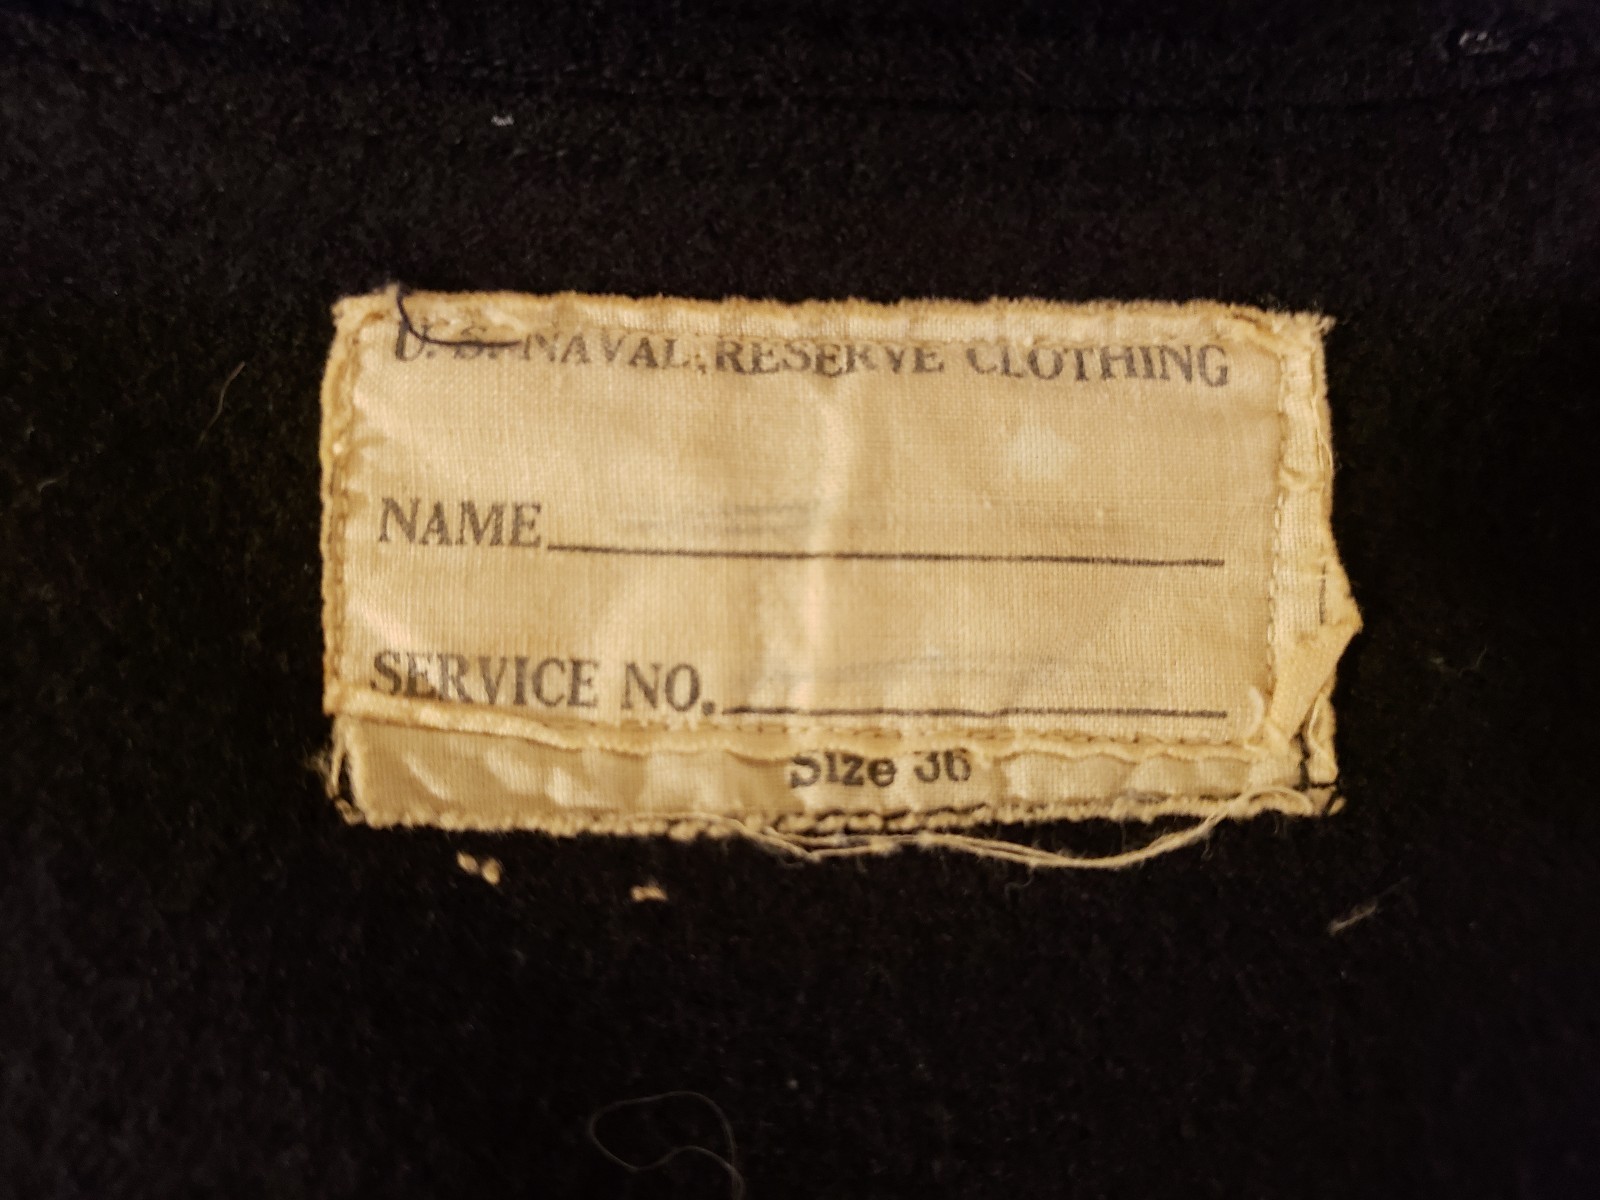 U. S. NAVAL RESERVE CLOTHING
NAME
SERVICE NO.
Size 36